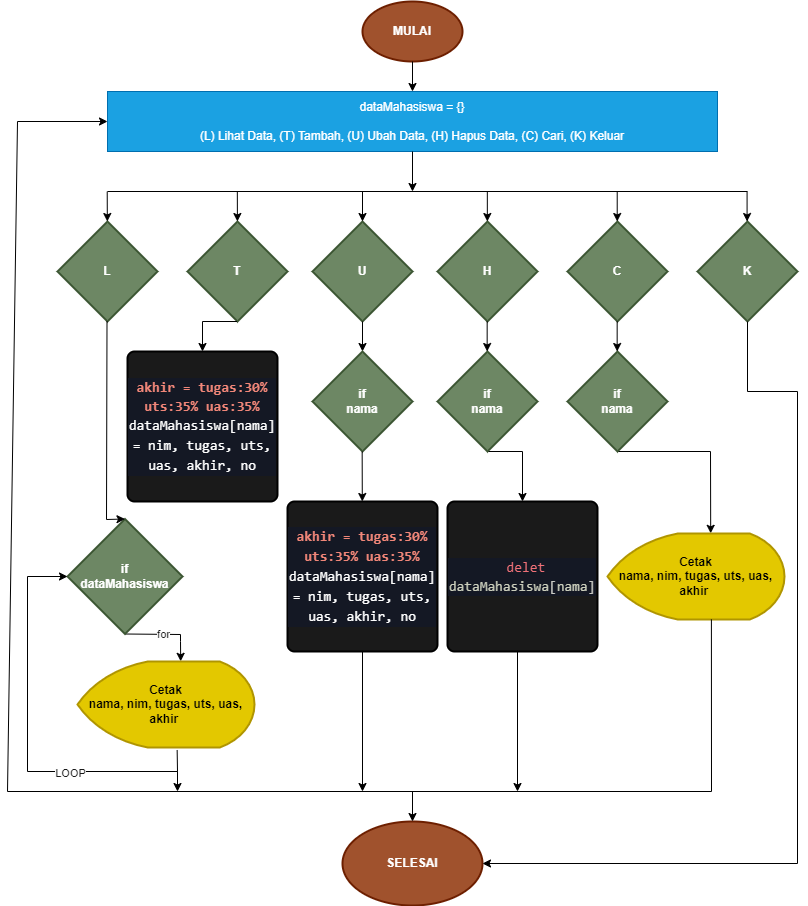 MULAI
dataMahasiswa = {}
(L) Lihat Data, (T) Tambah, (U) Ubah Data, (H) Hapus Data, (C) Cari, (K) Keluar
L
T
U
H
C
K
akhir = tugas:30%
uts:35% uas:35%
dataMahasiswa[nama]
= nim, tugas, uts,
uas, akhir, no
if
nama
if
nama
if
nama
if
dataMahasiswa
akhir = tugas:30%
uts:35% uas:35%
dataMahasiswa[nama]
= nim, tugas, uts,
uas, akhir, no
delet
dataMahasiswa[nama]
Cetak
nama, nim, tugas, uts, uas,
akhir
for
Cetak
nama, nim, tugas, uts, uas,
akhir
LOOP
SELESAI